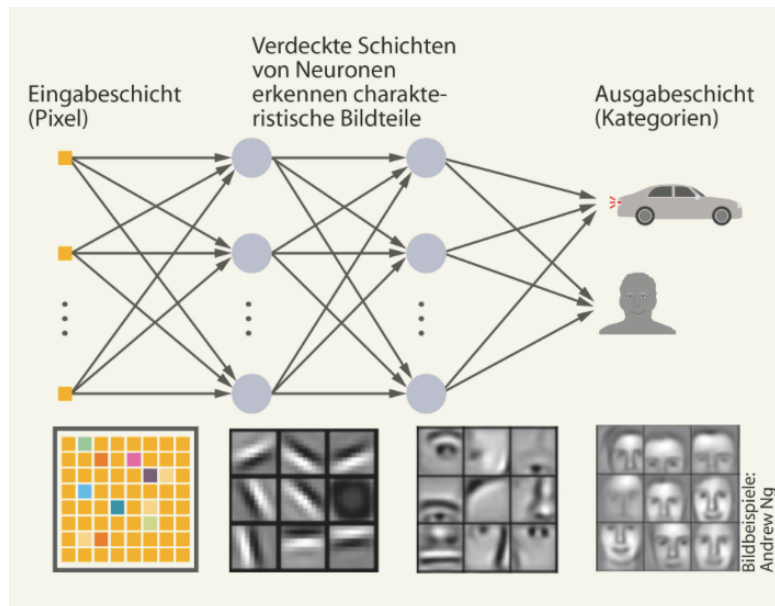 Eingabeschicht
(Pixel)
Verdeckte Schichten
von Neuronen
erkennen charakte-
ristische Bildteile
Ausgabeschicht
(Kategorien)
Bildbeispiele:
Andrew Ng